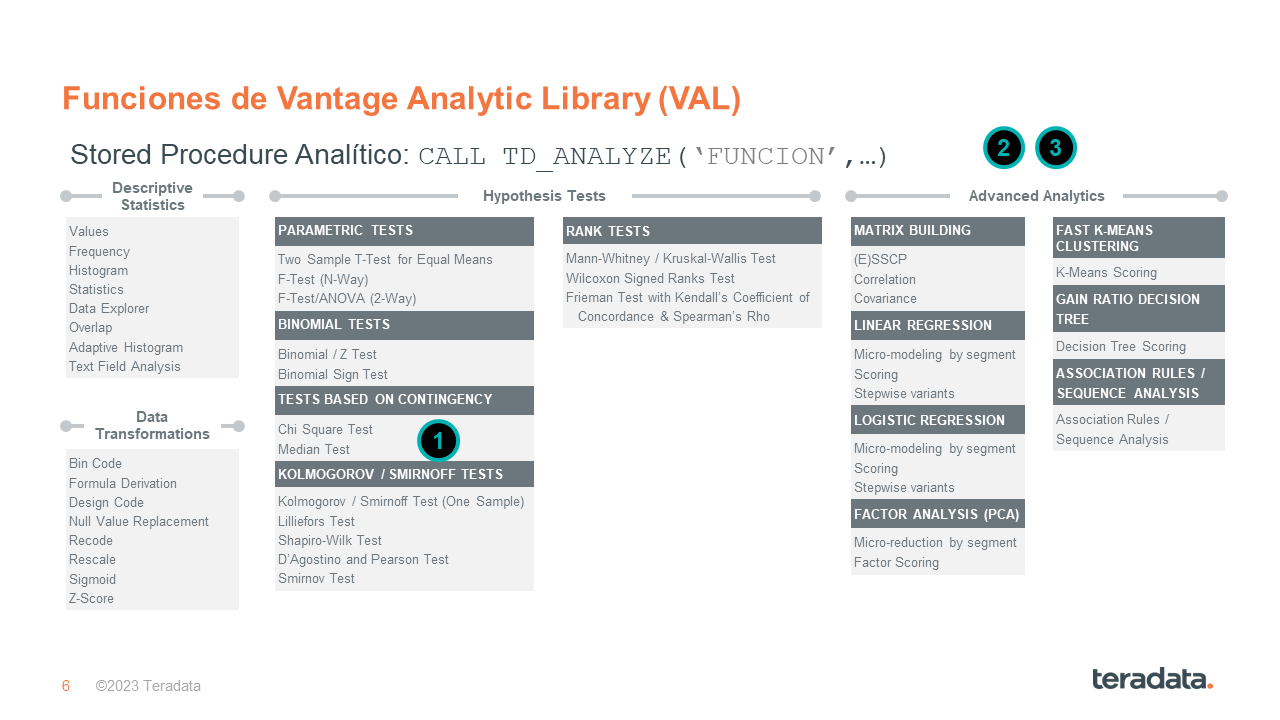 Funciones de Vantage Analytic Library (VAL)
Stored Procedure Analítico: CALL TD_ANALYZE(‘FUNCION’,…)
2
3
Descriptive
Statistics
Values
Frequency
Histogram
Statistics
Data Explorer
Overlap
Adaptive Histogram
Text Field Analysis
Data
Transformations
Bin Code
Formula Derivation
Design Code
Null Value Replacement
Recode
Rescale
Sigmoid
Z-Score
Hypothesis Tests
PARAMETRIC TESTS
Two Sample T-Test for Equal Means
F-Test (N-Way)
F-Test/ANOVA (2-Way)
BINOMIAL TESTS
Binomial / Z Test
Binomial Sign Test
TESTS BASED ON CONTINGENCY
Chi Square Test
Median Test
1
KOLMOGOROV / SMIRNOFF TESTS
Kolmogorov / Smirnoff Test (One Sample)
Lilliefors Test
Shapiro-Wilk Test
D’Agostino and Pearson Test
Smirnov Test
RANK TESTS
Mann-Whitney / Kruskal-Wallis Test
Wilcoxon Signed Ranks Test
Frieman Test with Kendall’s Coefficient of
Concordance & Spearman’s Rho
Advanced Analytics
MATRIX BUILDING
(E)SSCP
Correlation
Covariance
LINEAR REGRESSION
Micro-modeling by segment
Scoring
Stepwise variants
LOGISTIC REGRESSION
Micro-modeling by segment
Scoring
Stepwise variants
FACTOR ANALYSIS (PCA)
Micro-reduction by segment
Factor Scoring
FAST K-MEANS
CLUSTERING
K-Means Scoring
GAIN RATIO DECISION
TREE
Decision Tree Scoring
ASSOCIATION RULES /
SEQUENCE ANALYSIS
Association Rules /
Sequence Analysis
6
©2023 Teradata
teradata.